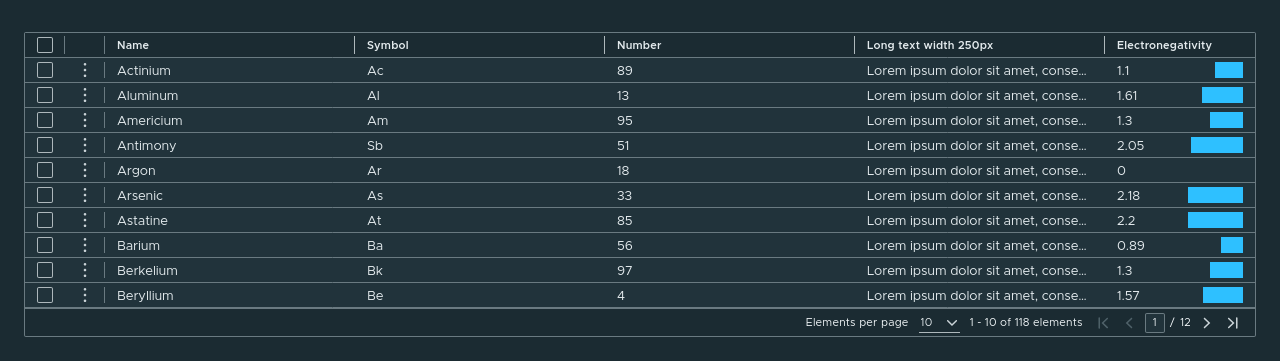 Name Symbol Number Long text width 250px Electronegativity
Actinium Ac 89 Lorem ipsum dolor sit amet, conse... 1.1
Aluminum Al 13 Lorem ipsum dolor sit amet, conse... 1.61
Americium Am 95 Lorem ipsum dolor sit amet, conse... 1.3
Antimony Sb 51 Lorem ipsum dolor sit amet, conse... 2.05
Argon Ar 18 Lorem ipsum dolor sit amet, conse... 0
Arsenic As 33 Lorem ipsum dolor sit amet, conse... 2.18
Astatine At 85 Lorem ipsum dolor sit amet, conse... 2.2
Barium Ba 56 Lorem ipsum dolor sit amet, conse... 0.89
Berkelium Bk 97 Lorem ipsum dolor sit amet, conse... 1.3
Beryllium Be 4 Lorem ipsum dolor sit amet, conse... 1.57
Elements per page 10 1 - 10 of 118 elements 1 / 12